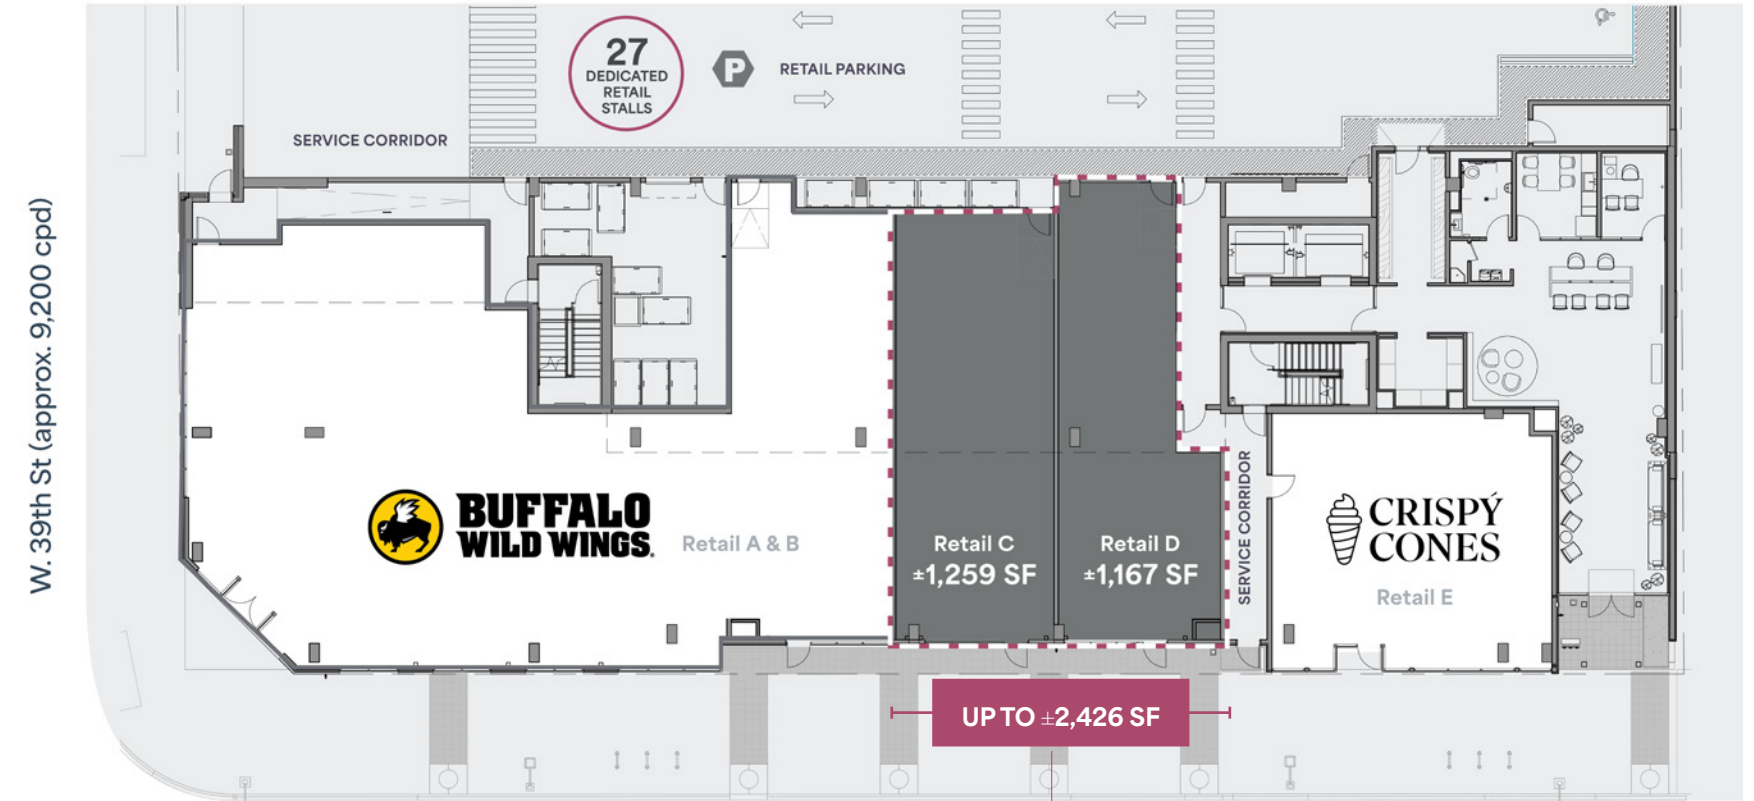 27
DEDICATED
RETAIL
STALLS
P
RETAIL PARKING
SERVICE CORRIDOR
W. 39th St (approx. 9,200 cpd)
BUFFALO
WILD WINGS.
Retail A & B
Retail C
±1,259 SF
Retail D
±1,167 SF
SERVICE CORRIDOR
CRISPÝ
CONES
Retail E
UP TO ±2,426 SF